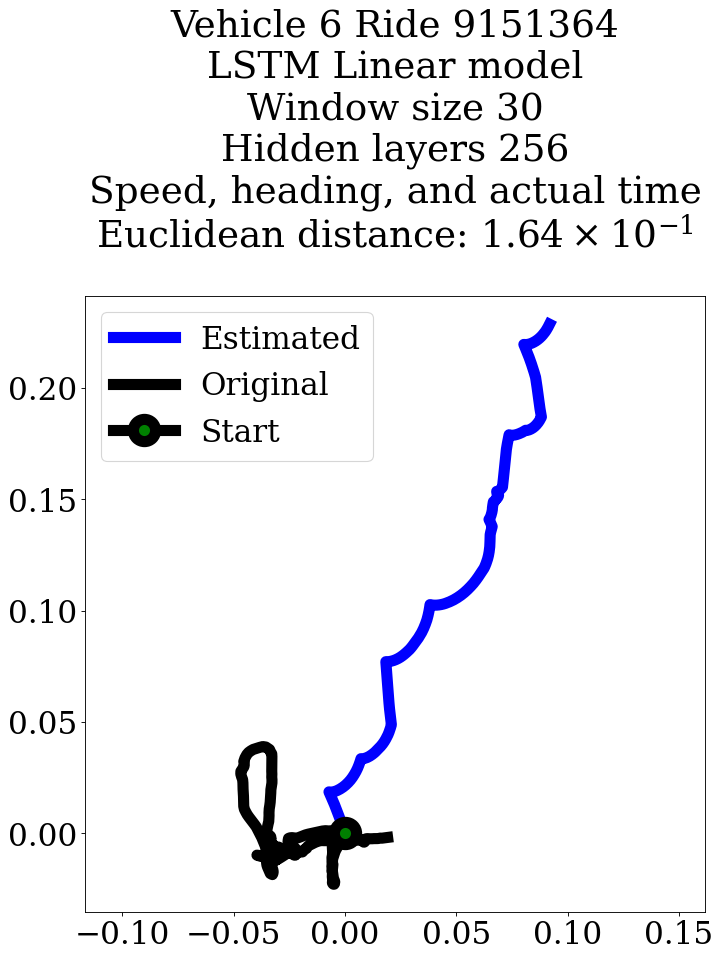 Vehicle 6 Ride 9151364
LSTM Linear model
Window size 30
Hidden layers 256
Speed, heading, and actual time
Euclidean distance: 1.64 × 10⁻¹
Estimated
Original
Start
0.20
0.15
0.10
0.05
0.00
−0.10 −0.05 0.00 0.05 0.10 0.15